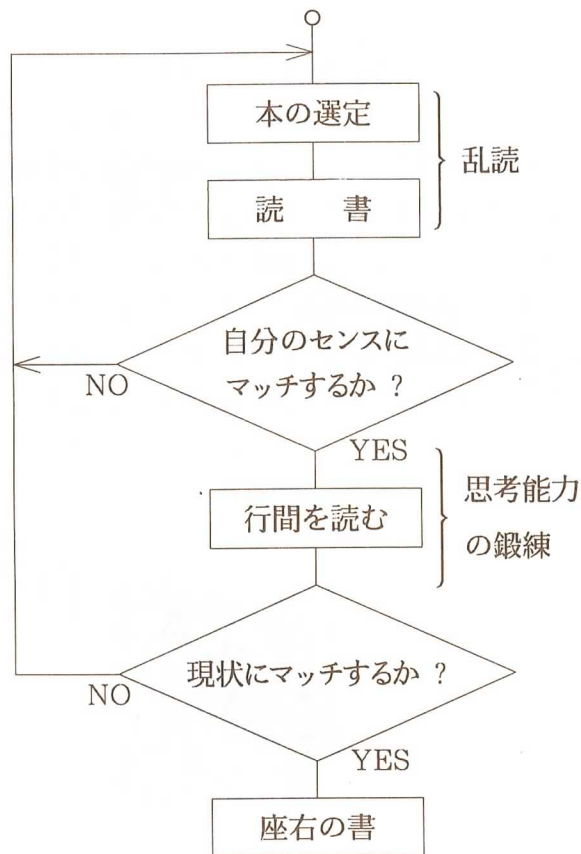 本の選定
乱読
読書
自分のセンスに
マッチするか？
NO
YES
思考能力
の鍛練
行間を読む
現状にマッチするか？
NO
YES
座右の書